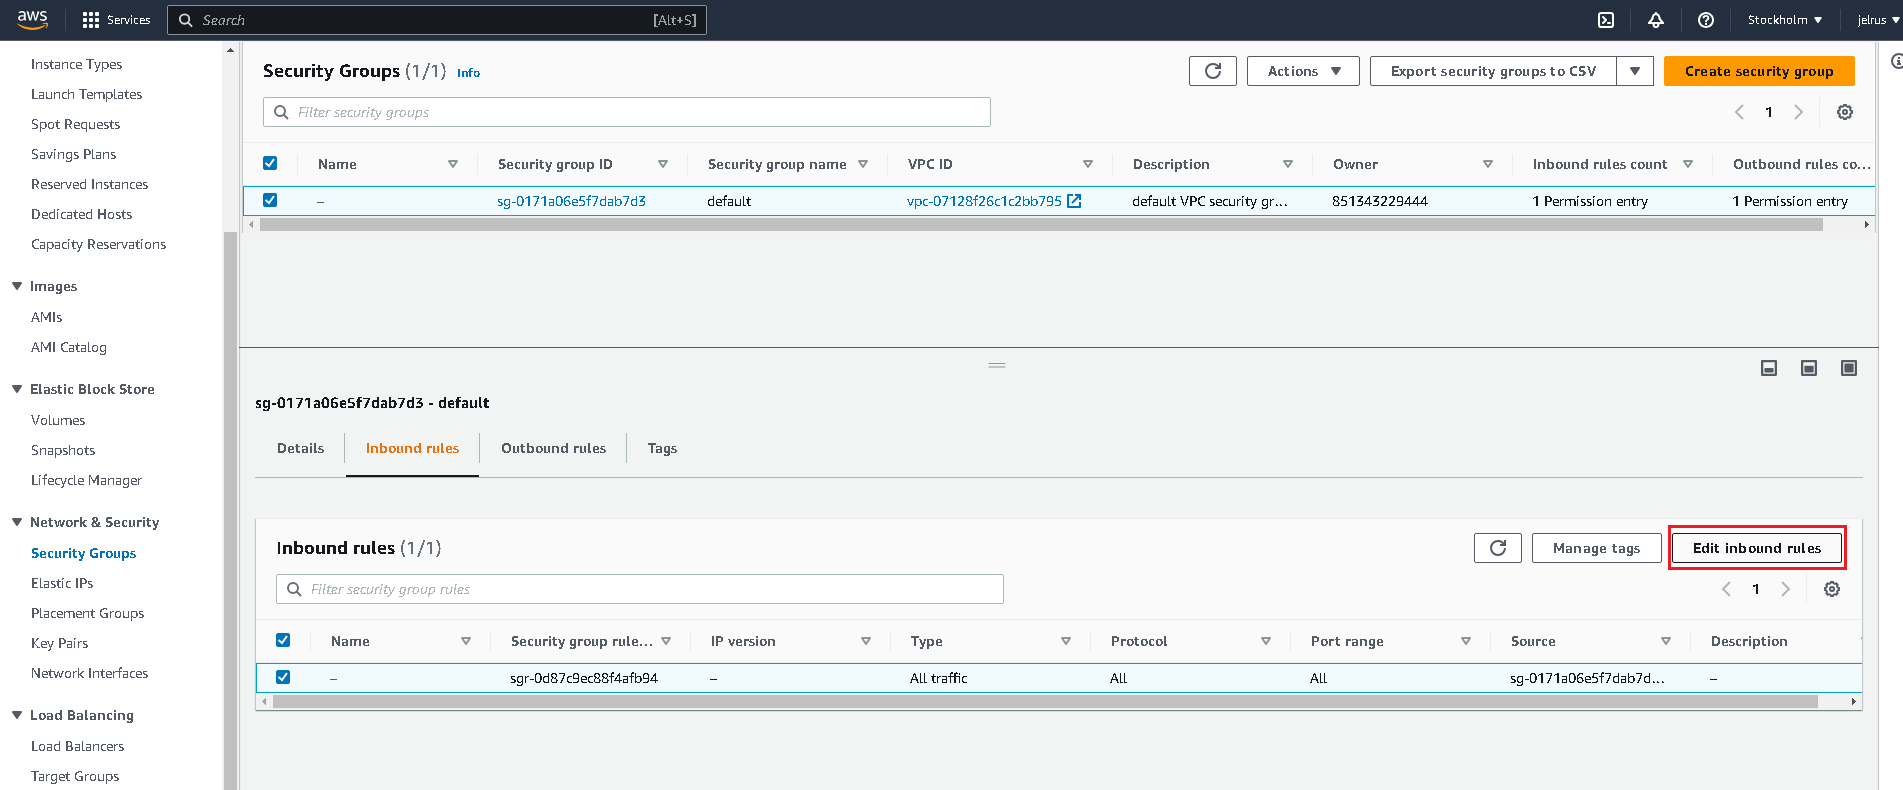 aws Services Search [Alt+S] Stockholm jelrus
Instance Types
Launch Templates
Spot Requests
Savings Plans
Reserved Instances
Dedicated Hosts
Capacity Reservations
Images
AMIs
AMI Catalog
Elastic Block Store
Volumes
Snapshots
Lifecycle Manager
Network & Security
Security Groups
Elastic IPs
Placement Groups
Key Pairs
Network Interfaces
Load Balancing
Load Balancers
Target Groups
Security Groups (1/1) Info Actions Export security groups to CSV Create security group
Filter security groups 1
Name Security group ID Security group name VPC ID Description Owner Inbound rules count Outbound rules co...
– sg-0171a06e5f7dab7d3 default vpc-07128f26c1c2bb795 default VPC security gr... 851343229444 1 Permission entry 1 Permission entry
sg-0171a06e5f7dab7d3 - default
Details Inbound rules Outbound rules Tags
Inbound rules (1/1) Manage tags Edit inbound rules
Filter security group rules 1
Name Security group rule... IP version Type Protocol Port range Source Description
– sgr-0d87c9ec88f4afb94 – All traffic All All sg-0171a06e5f7dab7d... –